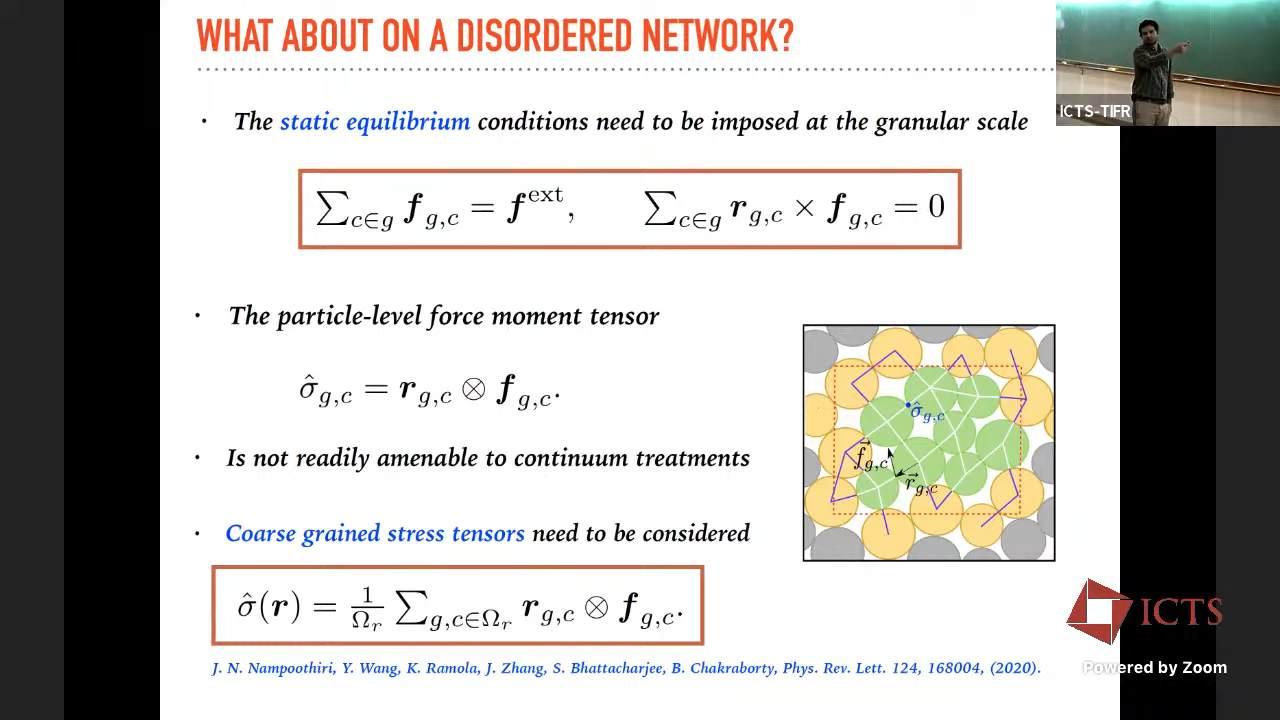 WHAT ABOUT ON A DISORDERED NETWORK?
ICTS-TIFR
· The static equilibrium conditions need to be imposed at the granular scale
∑_{c∈g} f_{g,c} = f^{ext}, ∑_{c∈g} r_{g,c} × f_{g,c} = 0
· The particle-level force moment tensor
σ̂_{g,c} = r_{g,c} ⊗ f_{g,c}.
σ̂_{g,c}
f⃗_{g,c}
r⃗_{g,c}
· Is not readily amenable to continuum treatments
· Coarse grained stress tensors need to be considered
σ̂(r) = 1/Ω_r ∑_{g,c∈Ω_r} r_{g,c} ⊗ f_{g,c}.
J. N. Nampoothiri, Y. Wang, K. Ramola, J. Zhang, S. Bhattacharjee, B. Chakraborty, Phys. Rev. Lett. 124, 168004, (2020).
ICTS
Powered by Zoom